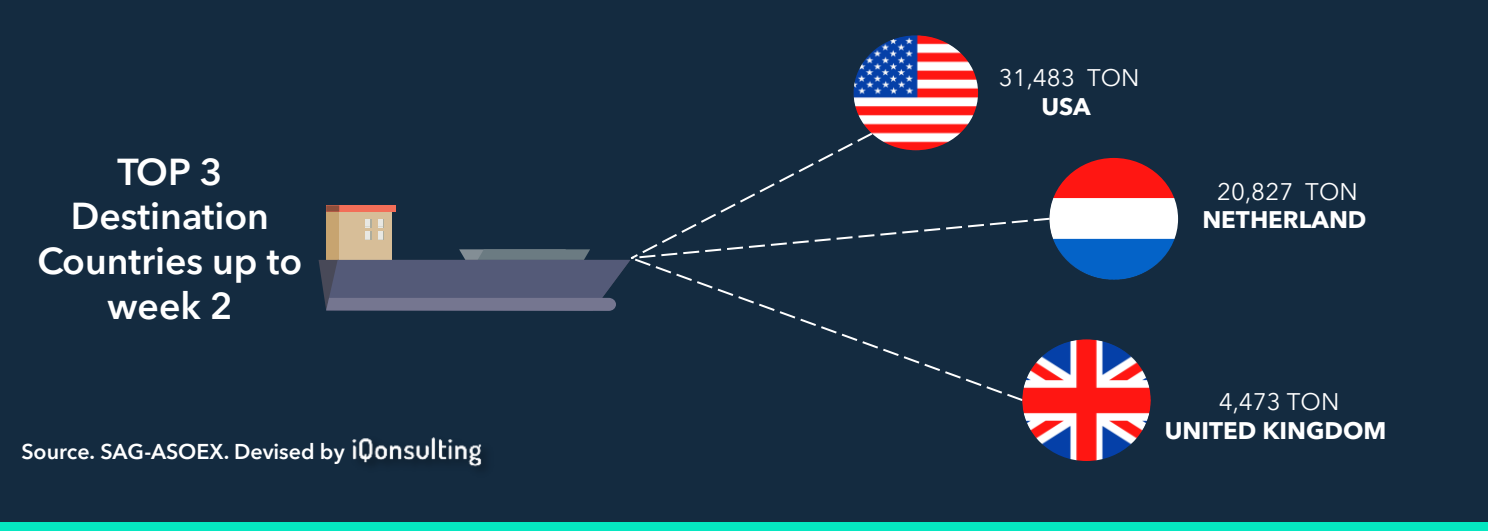 TOP 3
Destination
Countries up to
week 2
31,483 TON
USA
20,827 TON
NETHERLAND
4,473 TON
UNITED KINGDOM
Source. SAG-ASOEX. Devised by iQonsulting